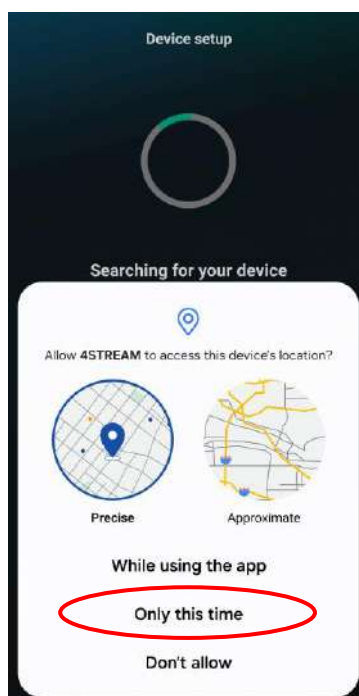 Device setup
Searching for your device
Allow 4STREAM to access this device's location?
Precise Approximate
While using the app
Only this time
Don't allow